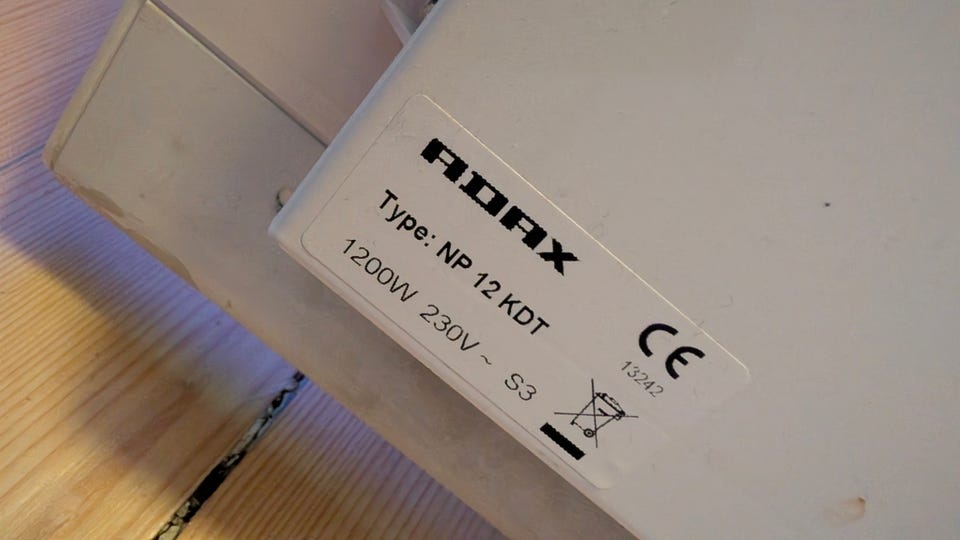 ADAX
Type: NP 12 KDT
1200W 230V ~ S3
CE
13242